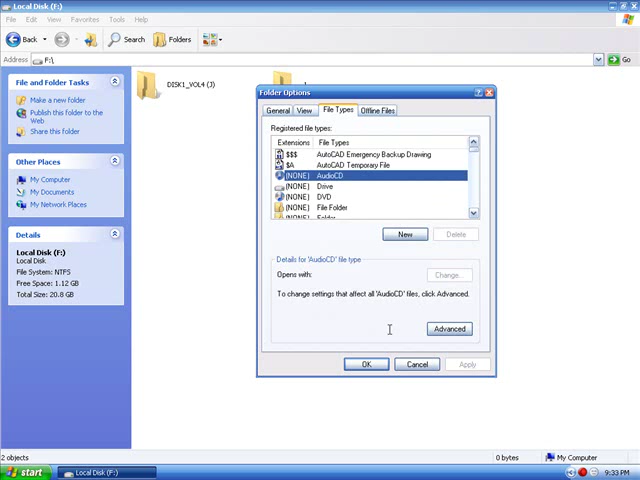 Local Disk (F:)
File Edit View Favorites Tools Help
Back Search Folders
Address F:\ Go
File and Folder Tasks
Make a new folder
Publish this folder to the
Web
Share this folder
Other Places
My Computer
My Documents
My Network Places
Details
Local Disk (F:)
Local Disk
File System: NTFS
Free Space: 1.12 GB
Total Size: 20.8 GB
DISK1_VOL4 (J)
Folder Options
General View File Types Offline Files
Registered file types:
Extensions File Types
$$$ AutoCAD Emergency Backup Drawing
$A AutoCAD Temporary File
(NONE) AudioCD
(NONE) Drive
(NONE) DVD
(NONE) File Folder
(NONE) Folder
New Delete
Details for 'AudioCD' file type
Opens with: Change...
To change settings that affect all 'AudioCD' files, click Advanced.
Advanced
OK Cancel Apply
2 objects 0 bytes My Computer
start Local Disk (F:) 9:33 PM